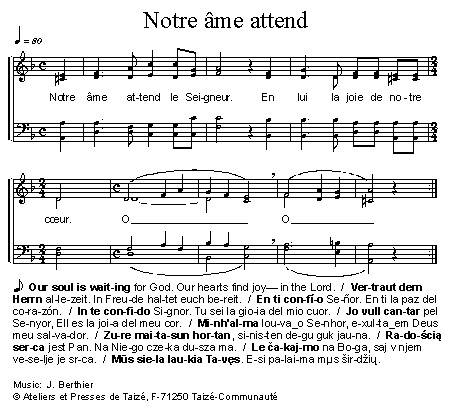 Notre âme attend
♩ = 80
Notre âme at-tend le Sei-gneur. En lui la joie de no-tre
cœur. O O
Our soul is wait-ing for God. Our hearts find joy— in the Lord. / Ver-traut dem
Herrn al-le-zeit. In Freu-de hal-tet euch be-reit. / En ti con-fí-o Se-ñor. En ti la paz del
co-ra-zón. / In te con-fi-do Si-gnor. Tu sei la gio-ia del mio cuor. / Jo vull can-tar pel
Se-nyor, Ell es la joi-a del meu cor. / Mi-nh'al-ma lou-va_o Se-nhor, e-xul-ta_em Deus
meu sal-va-dor. / Zu-re mai-ta-sun hor-tan, si-nis-ten de-gu guk jau-na. / Ra-do-ścią
ser-ca jest Pan. Na Nie-go cze-ka du-sza ma. / Le ča-kaj-mo na Bo-ga, saj v njem
ve-se-lje je sr-ca. / Mūs sie-la lau-kia Ta-vęs. E-si pa-lai-ma mµs šir-džių.
Music: J. Berthier
© Ateliers et Presses de Taizé, F-71250 Taizé-Communauté